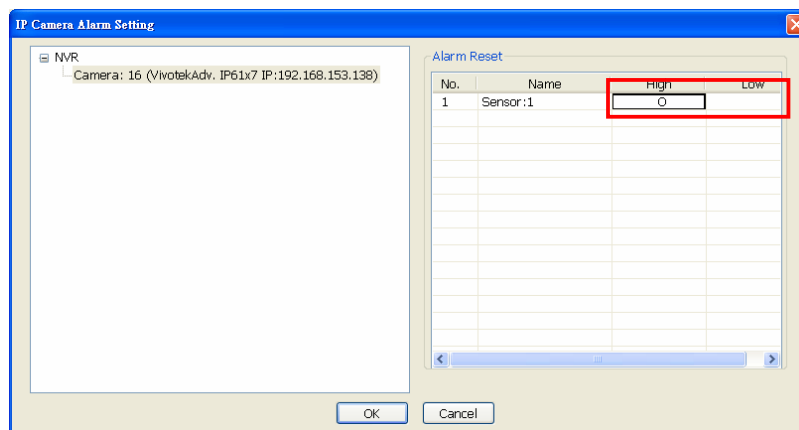 IP Camera Alarm Setting
NVR
Camera: 16 (VivotekAdv. IP61x7 IP:192.168.153.138)
Alarm Reset
No. Name High Low
1 Sensor:1 O
OK Cancel